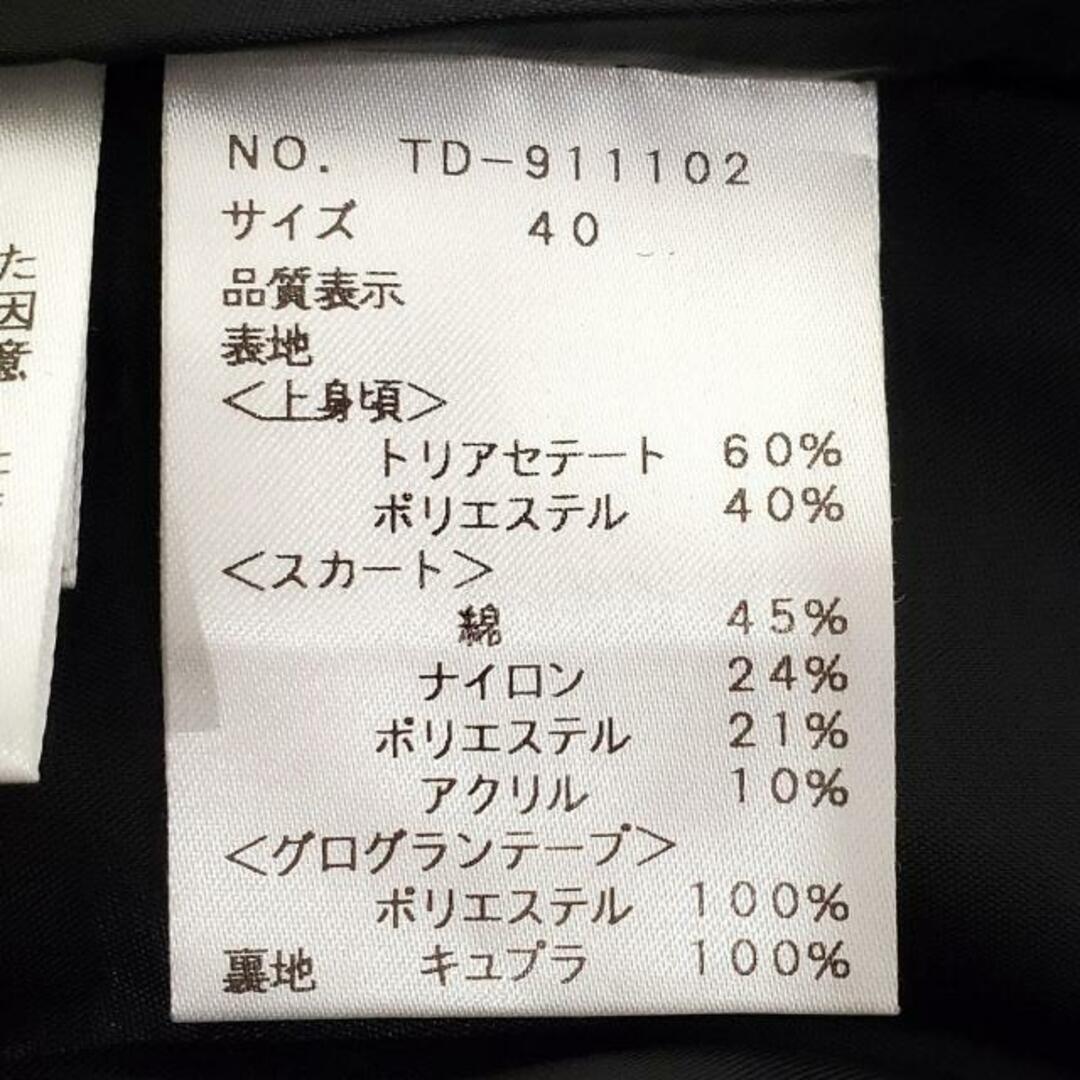 た
因
意
NO. TD-911102
サイズ 40
品質表示
表地
<上身頃>
トリアセテート 60%
ポリエステル 40%
<スカート>
綿 45%
ナイロン 24%
ポリエステル 21%
アクリル 10%
<グログランテープ>
ポリエステル 100%
裏地 キュプラ 100%